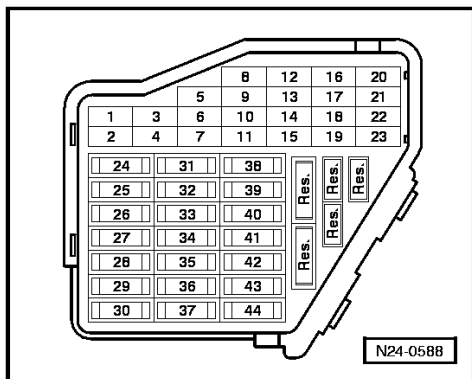 8 12 16 20
5 9 13 17 21
1 3 6 10 14 18 22
2 4 7 11 15 19 23
24 31 38 Res. Res. Res.
25 32 39
26 33 40 Res.
27 34 41 Res.
28 35 42
29 36 43
30 37 44
N24-0588